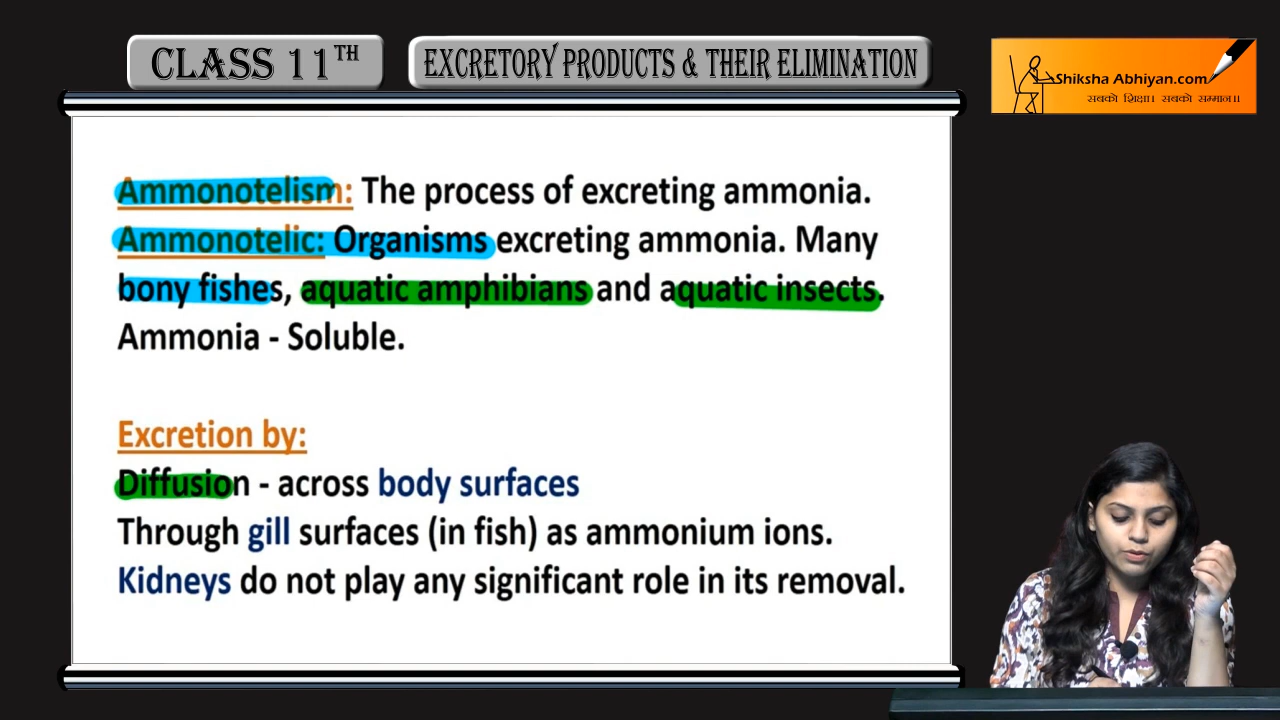 CLASS 11TH
EXCRETORY PRODUCTS & THEIR ELIMINATION
Shiksha Abhiyan.com
सबको शिक्षा। सबको सम्मान॥
Ammonotelism: The process of excreting ammonia.
Ammonotelic: Organisms excreting ammonia. Many
bony fishes, aquatic amphibians and aquatic insects.
Ammonia - Soluble.
Excretion by:
Diffusion - across body surfaces
Through gill surfaces (in fish) as ammonium ions.
Kidneys do not play any significant role in its removal.